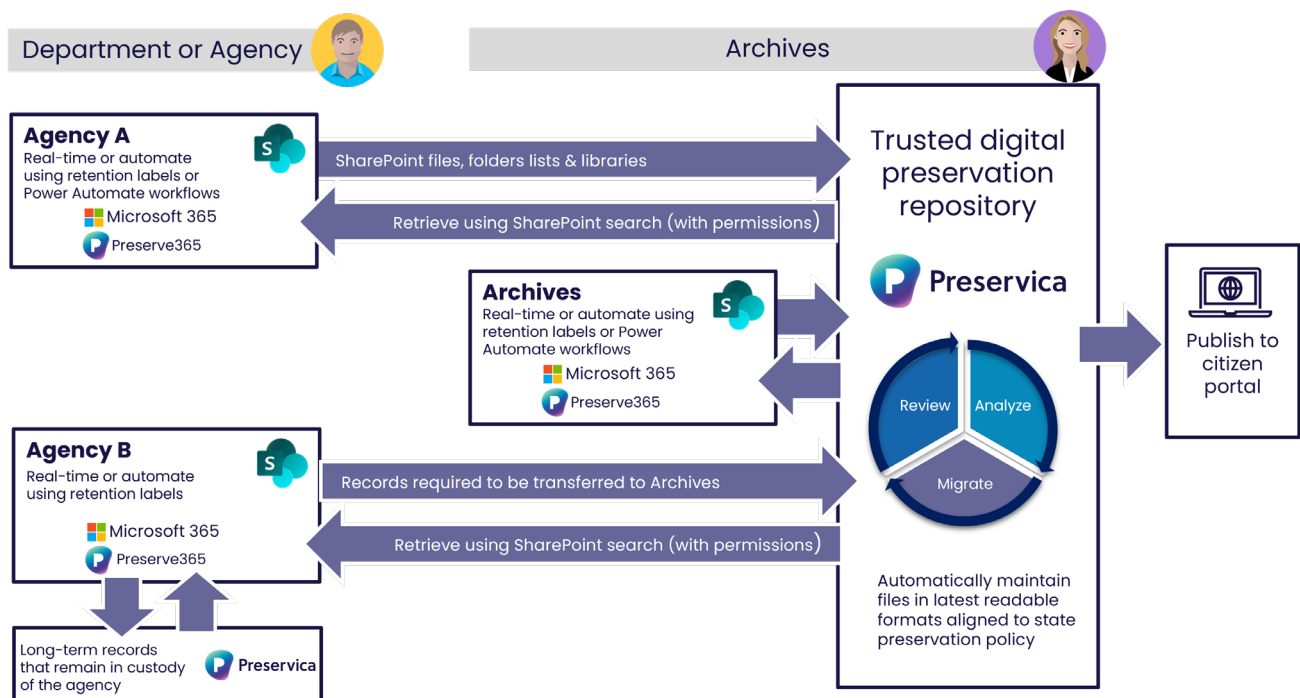 Department or Agency
Archives
Agency A
Real-time or automate
using retention labels or
Power Automate workflows
S
Microsoft 365
Preserve365
SharePoint files, folders lists & libraries
Retrieve using SharePoint search (with permissions)
Archives
Real-time or automate using
retention labels or Power
Automate workflows
S
Microsoft 365
Preserve365
Agency B
Real-time or automate
using retention labels
S
Microsoft 365
Preserve365
Records required to be transferred to Archives
Retrieve using SharePoint search (with permissions)
Long-term records
that remain in custody
of the agency
Preservica
Trusted digital
preservation
repository
Preservica
Review
Analyze
Migrate
Automatically maintain
files in latest readable
formats aligned to state
preservation policy
Publish to
citizen
portal